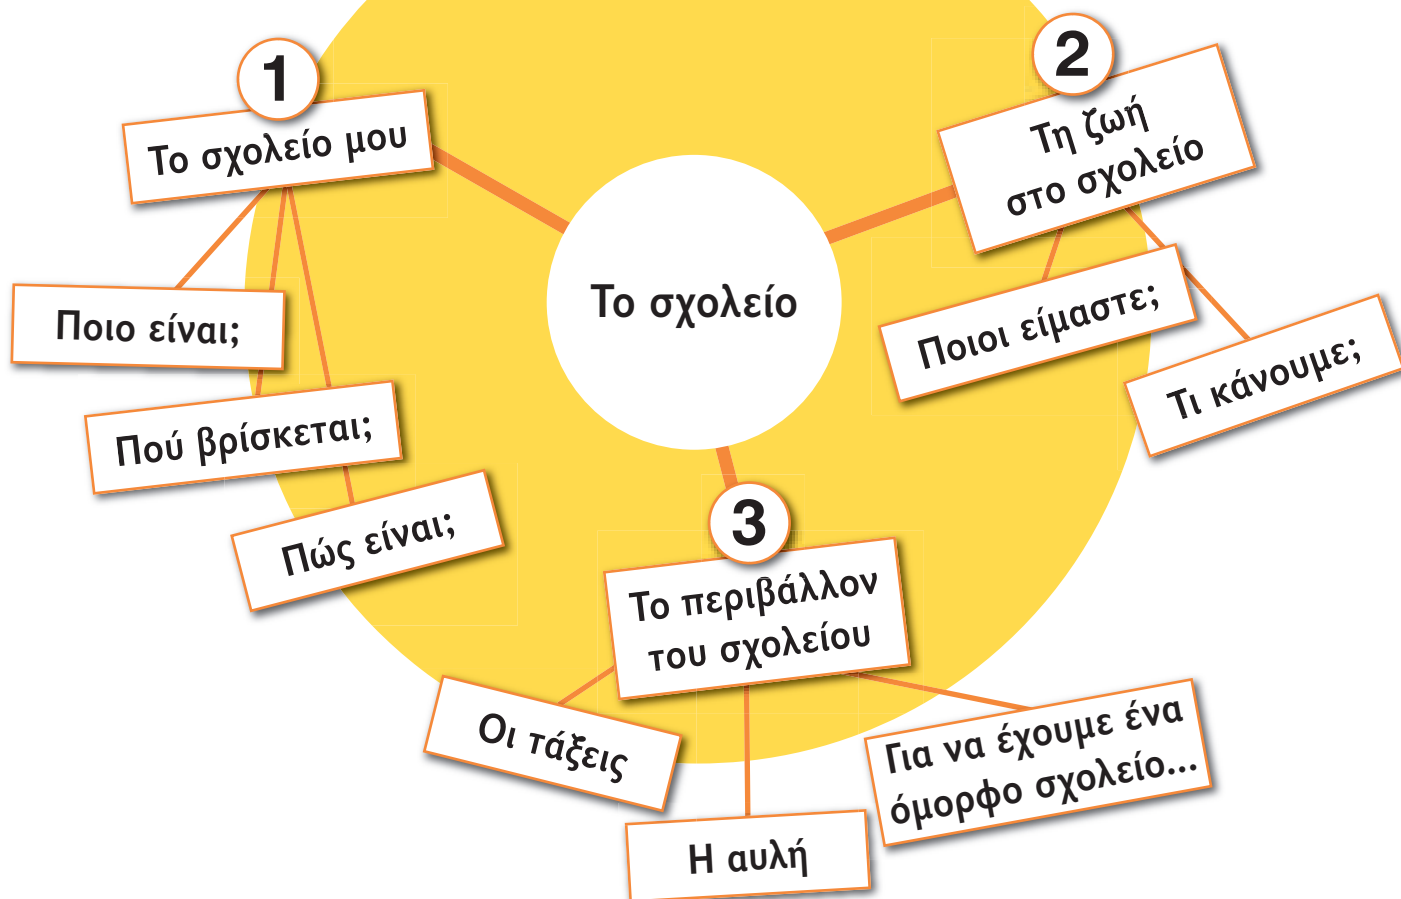 Το σχολείο
1
Το σχολείο μου
Ποιο είναι;
Πού βρίσκεται;
Πώς είναι;
2
Τη ζωή
στο σχολείο
Ποιοι είμαστε;
Τι κάνουμε;
3
Το περιβάλλον
του σχολείου
Οι τάξεις
Η αυλή
Για να έχουμε ένα
όμορφο σχολείο...